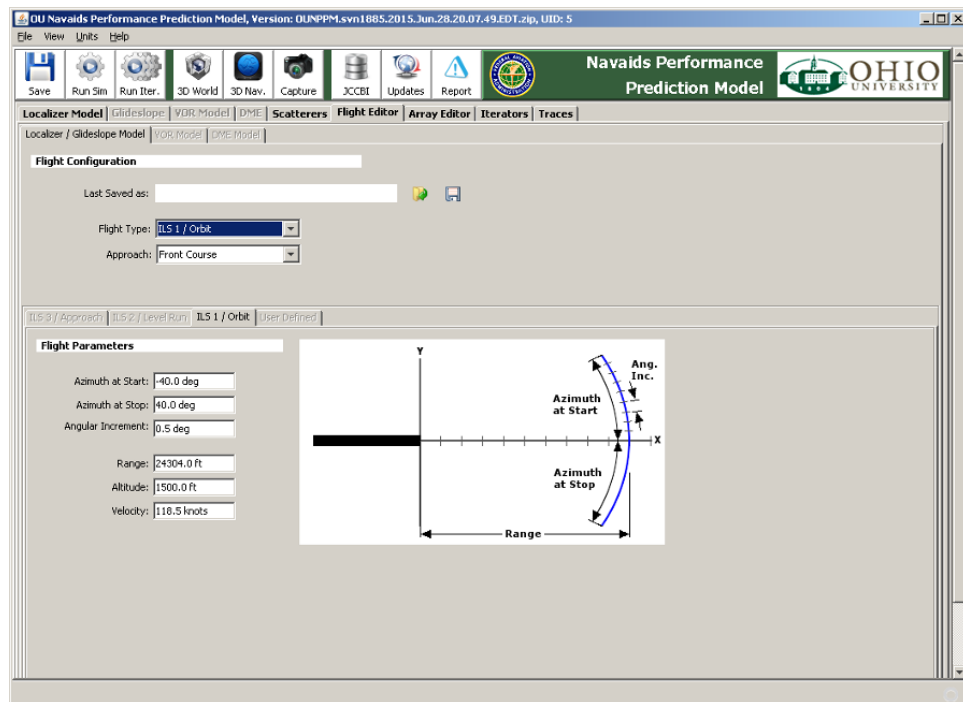 OU Navaids Performance Prediction Model, Version: OUNPPM.svn1885.2015.Jun.28.20.07.49.EDT.zip, UID: 5
File View Units Help
Save Run Sim Run Iter. 3D World 3D Nav. Capture JCCBI Updates Report
Navaids Performance
Prediction Model
OHIO
UNIVERSITY
Localizer Model Glideslope VOR Model DME Scatterers Flight Editor Array Editor Iterators Traces
Localizer / Glideslope Model VOR Model DME Model
Flight Configuration
Last Saved as:
Flight Type: ILS 1 / Orbit
Approach: Front Course
ILS 3 / Approach ILS 2 / Level Run ILS 1 / Orbit User Defined
Flight Parameters
Azimuth at Start: -40.0 deg
Azimuth at Stop: 40.0 deg
Angular Increment: 0.5 deg
Range: 24304.0 ft
Altitude: 1500.0 ft
Velocity: 118.5 knots
Y
Ang.
Inc.
Azimuth
at Start
X
Azimuth
at Stop
Range